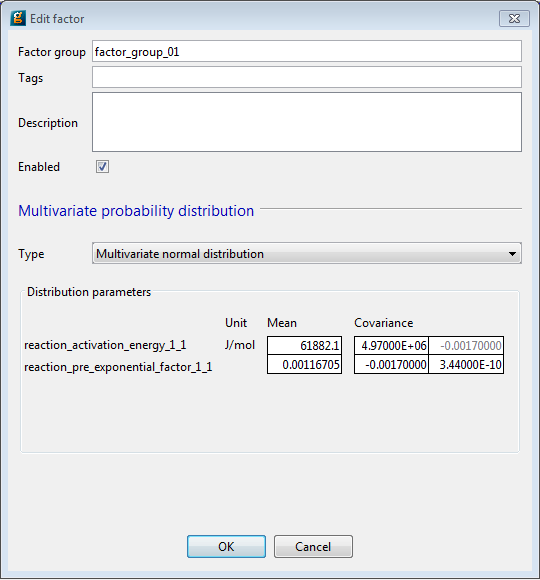 Edit factor
Factor group factor_group_01
Tags
Description
Enabled
Multivariate probability distribution
Type Multivariate normal distribution
Distribution parameters
Unit Mean Covariance
reaction_activation_energy_1_1 J/mol 61882.1 4.97000E+06 -0.00170000
reaction_pre_exponential_factor_1_1 0.00116705 -0.00170000 3.44000E-10
OK Cancel